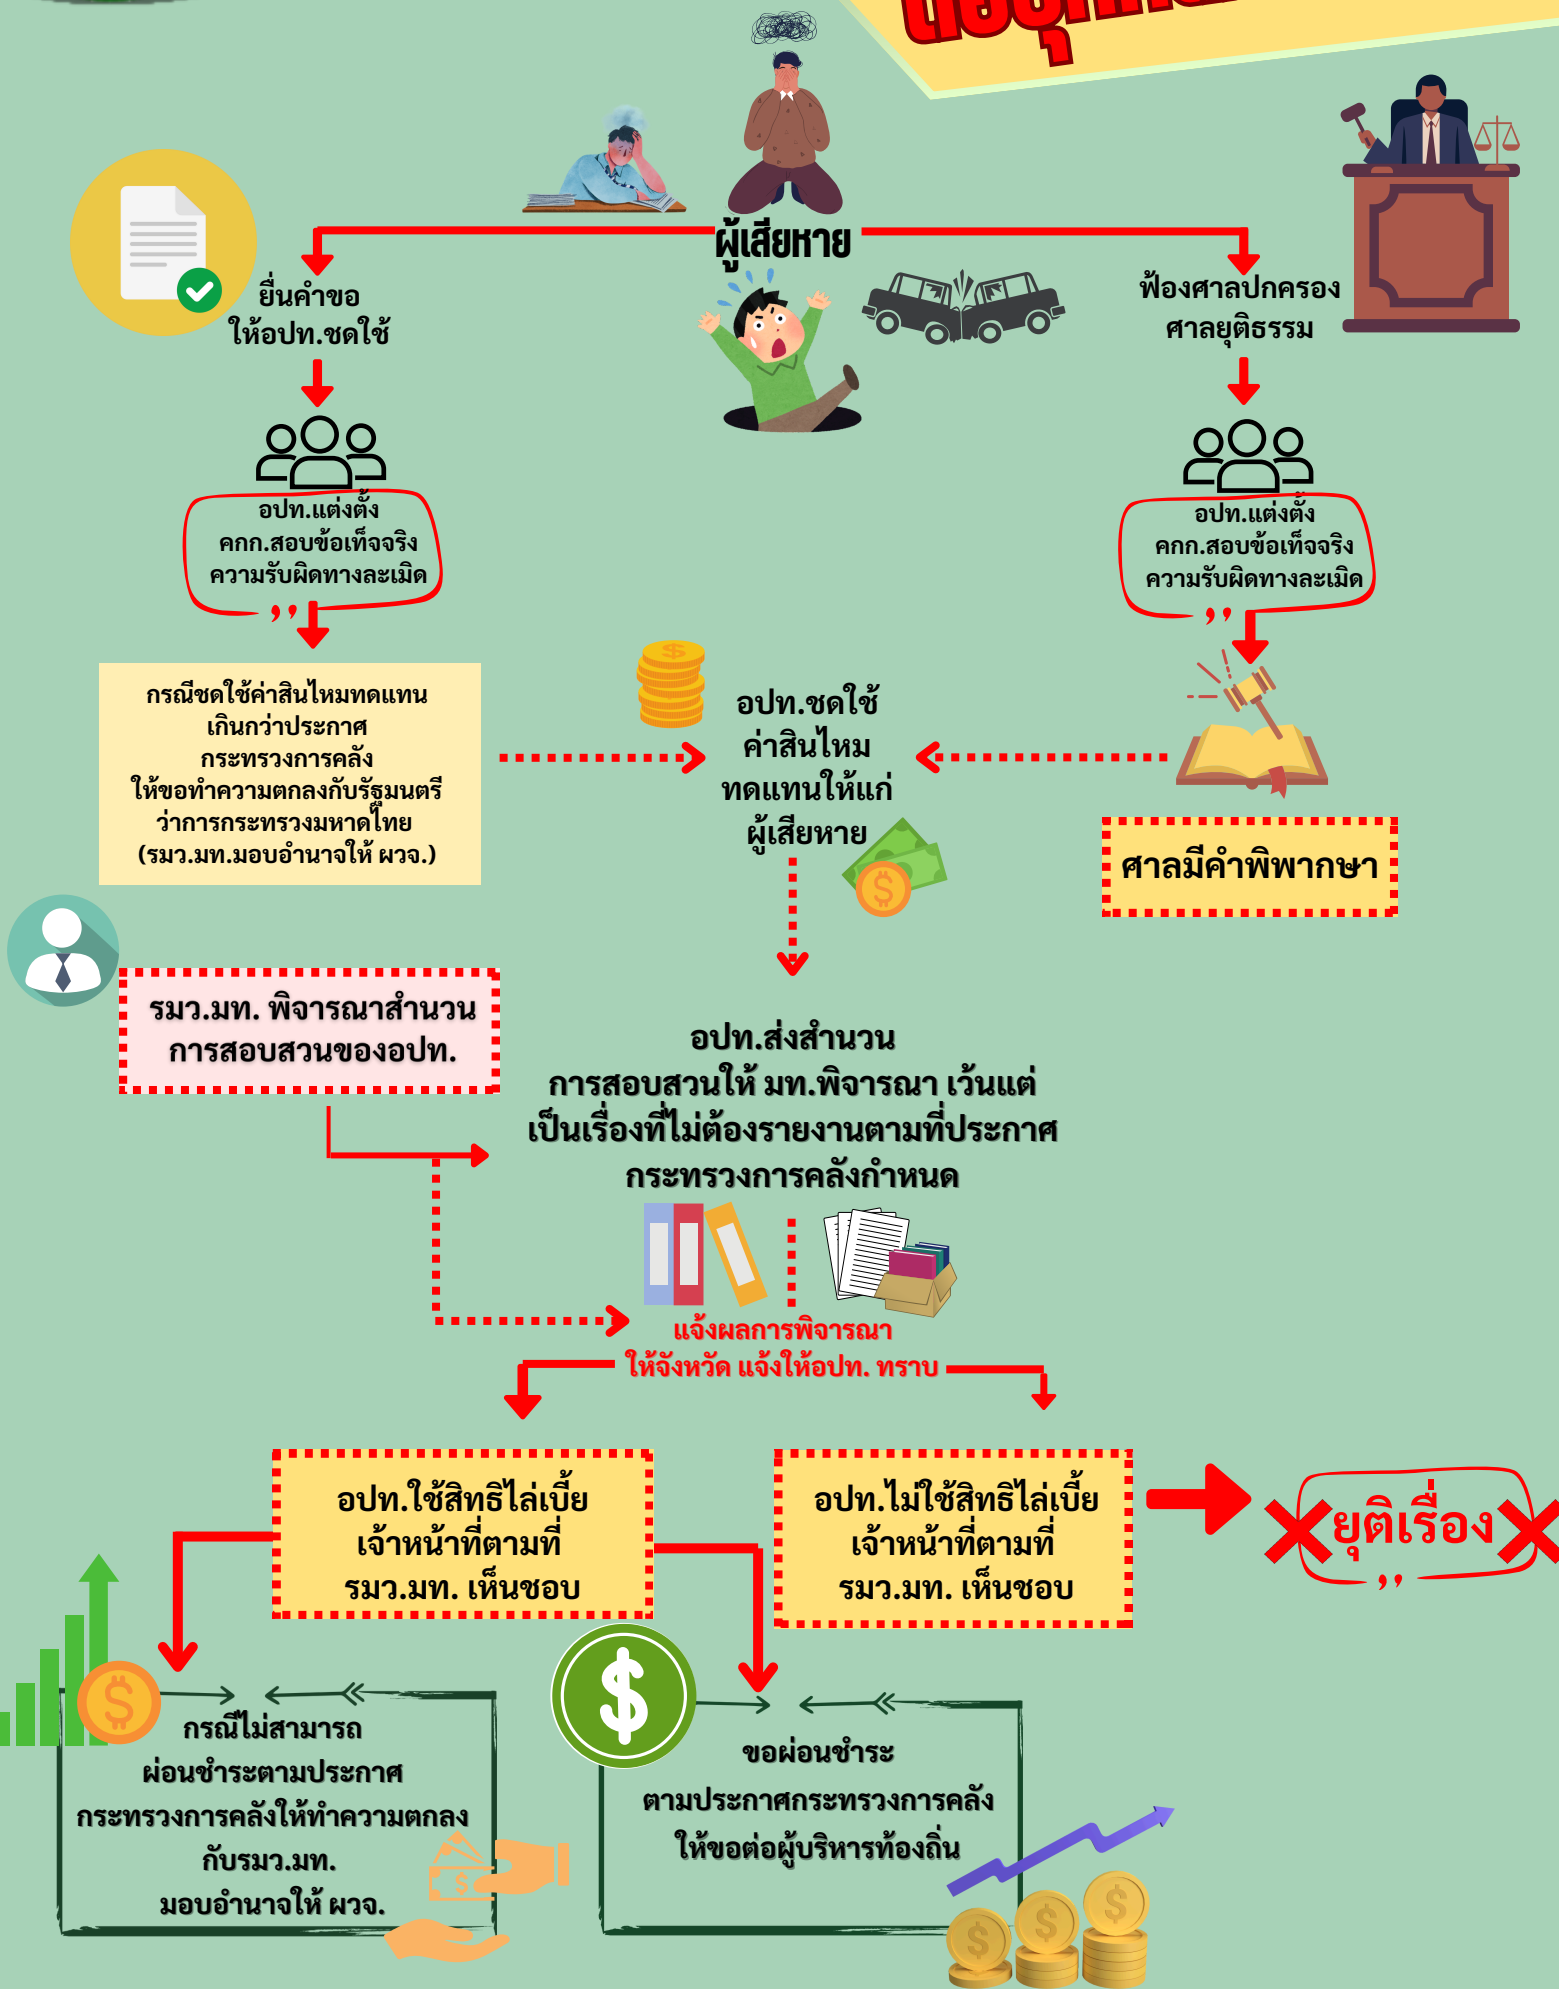 ผู้เสียหาย
ยื่นคำขอ
ให้อปท.ชดใช้
ฟ้องศาลปกครอง
ศาลยุติธรรม
อปท.แต่งตั้ง
คกก.สอบข้อเท็จจริง
ความรับผิดทางละเมิด
อปท.แต่งตั้ง
คกก.สอบข้อเท็จจริง
ความรับผิดทางละเมิด
กรณีชดใช้ค่าสินไหมทดแทน
เกินกว่าประกาศ
กระทรวงการคลัง
ให้ขอทำความตกลงกับรัฐมนตรี
ว่าการกระทรวงมหาดไทย
(รมว.มท.มอบอำนาจให้ ผวจ.)
อปท.ชดใช้
ค่าสินไหม
ทดแทนให้แก่
ผู้เสียหาย
ศาลมีคำพิพากษา
รมว.มท. พิจารณาสำนวน
การสอบสวนของอปท.
อปท.ส่งสำนวน
การสอบสวนให้ มท.พิจารณา เว้นแต่
เป็นเรื่องที่ไม่ต้องรายงานตามที่ประกาศ
กระทรวงการคลังกำหนด
แจ้งผลการพิจารณา
ให้จังหวัด แจ้งให้อปท. ทราบ
อปท.ใช้สิทธิไล่เบี้ย
เจ้าหน้าที่ตามที่
รมว.มท. เห็นชอบ
อปท.ไม่ใช้สิทธิไล่เบี้ย
เจ้าหน้าที่ตามที่
รมว.มท. เห็นชอบ
ยุติเรื่อง
กรณีไม่สามารถ
ผ่อนชำระตามประกาศ
กระทรวงการคลังให้ทำความตกลง
กับรมว.มท.
มอบอำนาจให้ ผวจ.
ขอผ่อนชำระ
ตามประกาศกระทรวงการคลัง
ให้ขอต่อผู้บริหารท้องถิ่น